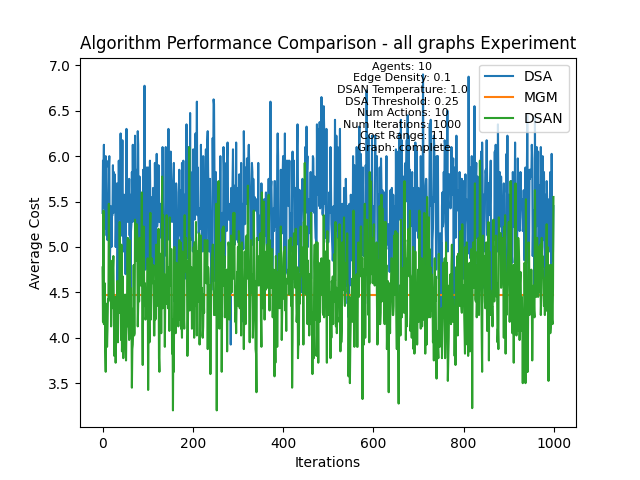 Algorithm Performance Comparison - all graphs Experiment
Agents: 10
Edge Density: 0.1
DSAN Temperature: 1.0
DSA Threshold: 0.25
Num Actions: 10
Num Iterations: 1000
Cost Range: 11
Graph: complete
DSA
MGM
DSAN
Average Cost
7.0
6.5
6.0
5.5
5.0
4.5
4.0
3.5
0 200 400 600 800 1000
Iterations